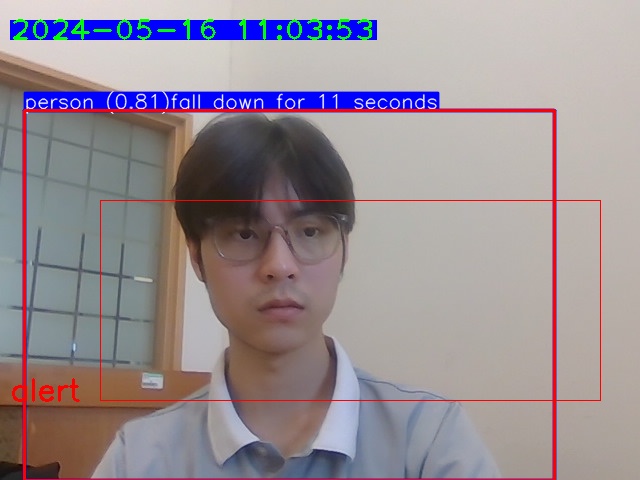 2024-05-16 11:03:53
person (0.81)fall down for 11 seconds
alert